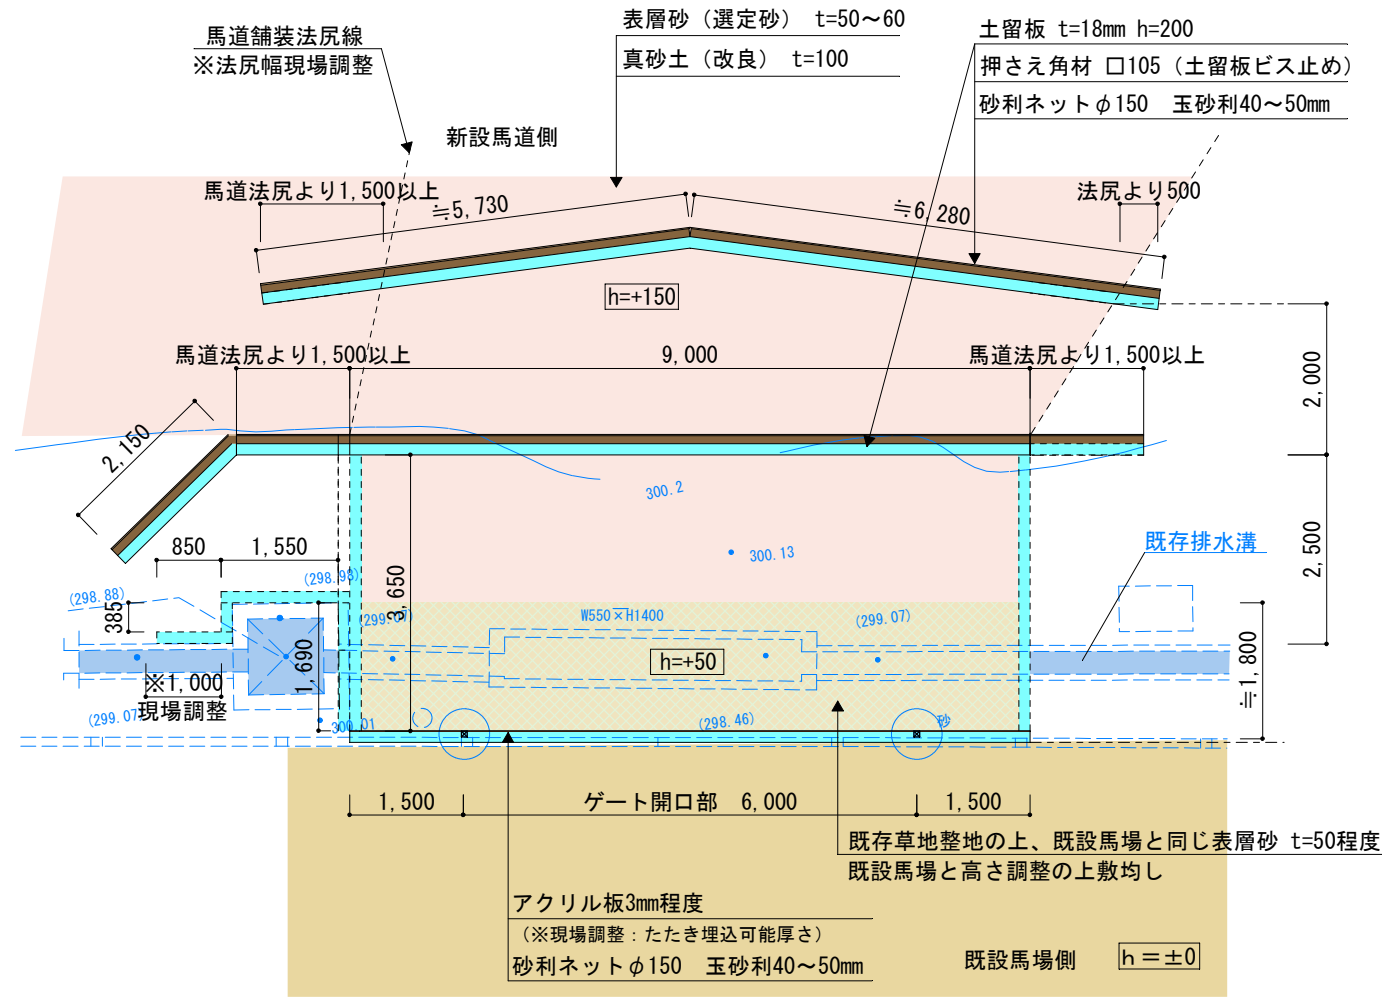 馬道舗装法尻線
※法尻幅現場調整
表層砂（選定砂） t=50～60
真砂土（改良） t=100
土留板 t=18mm h=200
押さえ角材 口105（土留板ビス止め）
砂利ネットφ150 玉砂利40～50mm
新設馬道側
馬道法尻より1,500以上
≒5,730
≒6,280
法尻より500
h=+150
馬道法尻より1,500以上
9,000
馬道法尻より1,500以上
2,000
2,150
300.2
300.13
既存排水溝
2,500
850
1,550
(298.98)
(298.88)
385
3,650
(299.07)
W550×H1400
(299.07)
1,690
h=+50
≒1,800
※1,000
現場調整
(299.07)
300.01
(298.46)
砂
1,500
ゲート開口部 6,000
1,500
既存草地整地の上、既設馬場と同じ表層砂 t=50程度
既設馬場と高さ調整の上敷均し
アクリル板3mm程度
（※現場調整：たたき埋込可能厚さ）
砂利ネットφ150 玉砂利40～50mm
既設馬場側
h=±0